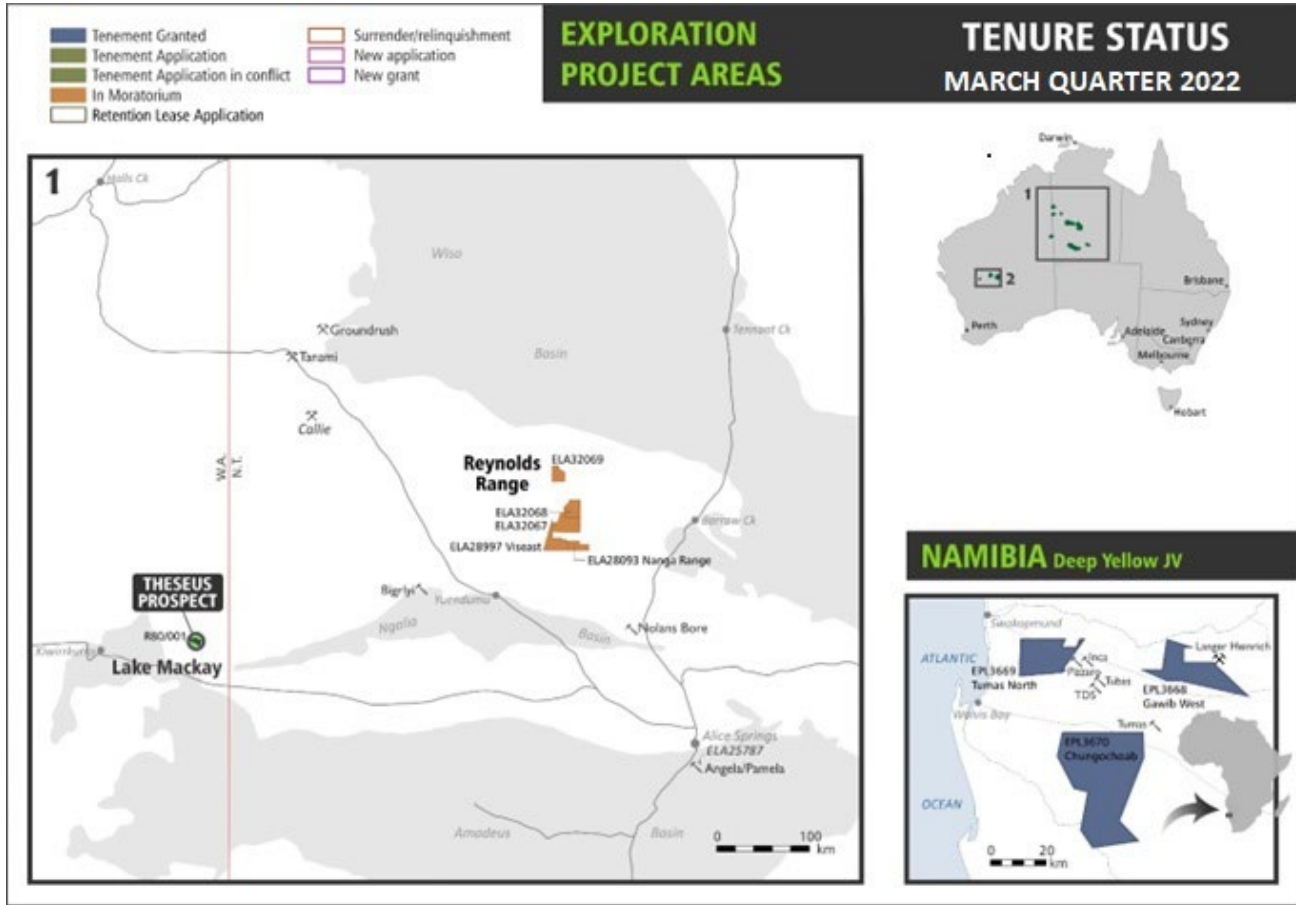 Tenement Granted
Tenement Application
Tenement Application in conflict
In Moratorium
Retention Lease Application
Surrender/relinquishment
New application
New grant
EXPLORATION
PROJECT AREAS
TENURE STATUS
MARCH QUARTER 2022
1
Halls Ck
Wiso
Basin
Groundrush
Tanami
Callie
Tennant Ck
W.A.
N.T.
Reynolds
Range
ELA32069
ELA32068
ELA32067
ELA28997 Viseast
ELA28093 Nanga Range
Barrow Ck
THESEUS
PROSPECT
R80/001
Lake Mackay
Kiwirrkurra
Bigrlyi
Yuendumu
Ngalia
Basin
Nolans Bore
Alice Springs
ELA25787
Angela/Pamela
Amadeus
Basin
0 100
km
Darwin
1
2
Perth
Brisbane
Adelaide
Sydney
Canberra
Melbourne
Hobart
NAMIBIA Deep Yellow JV
Swakopmund
ATLANTIC
EPL3669
Tumas North
Inca
Tubas
TDS
Langer Heinrich
EPL3668
Gawib West
Walvis Bay
Tumas
EPL3670
Chungochoab
OCEAN
0 20
km